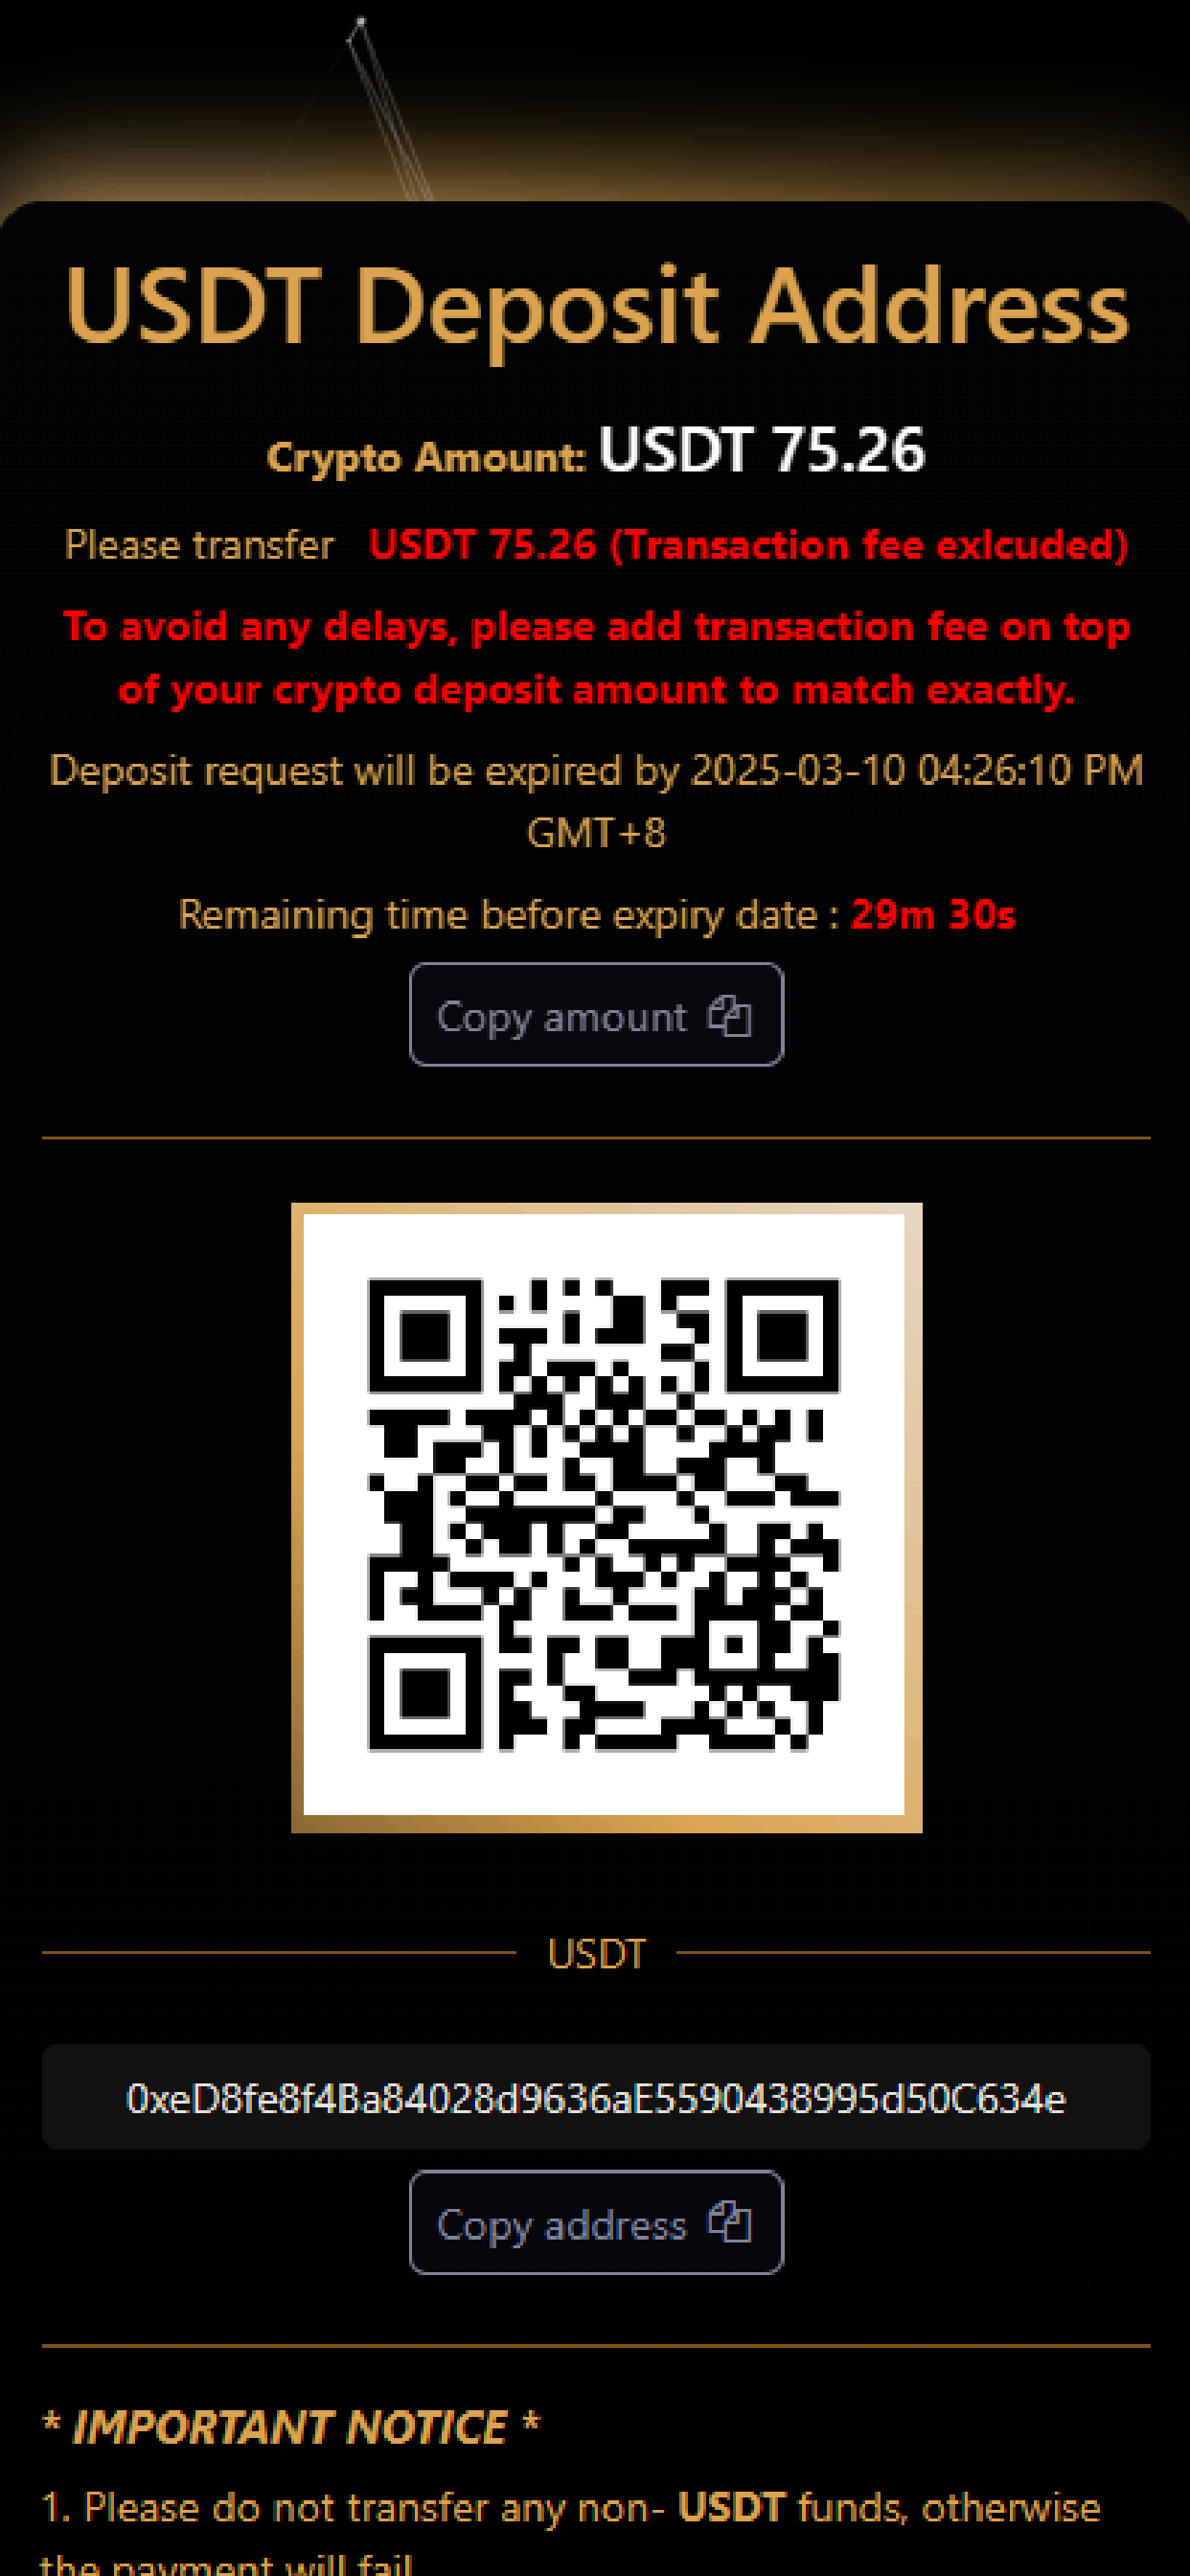 USDT Deposit Address
Crypto Amount: USDT 75.26
Please transfer USDT 75.26 (Transaction fee exlcuded)
To avoid any delays, please add transaction fee on top
of your crypto deposit amount to match exactly.
Deposit request will be expired by 2025-03-10 04:26:10 PM
GMT+8
Remaining time before expiry date : 29m 30s
Copy amount
USDT
0xeD8fe8f4Ba84028d9636aE5590438995d50C634e
Copy address
* IMPORTANT NOTICE *
1. Please do not transfer any non- USDT funds, otherwise
the payment will fail